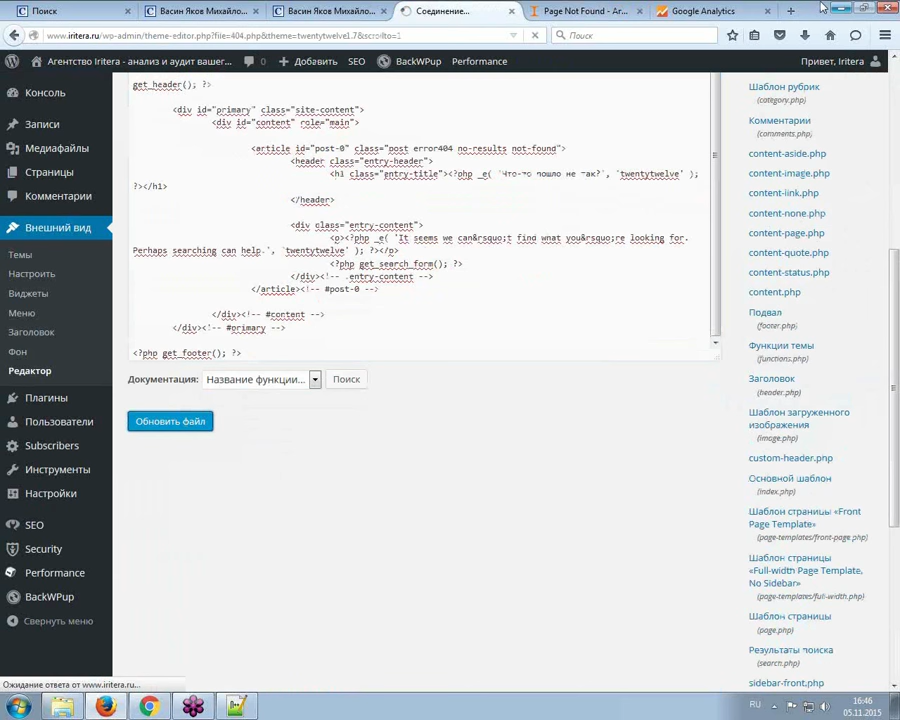 Поиск
Васин Яков Михайло...
Васин Яков Михайло...
Соединение...
Page Not Found - Ar...
Google Analytics
www.iritera.ru/wp-admin/theme-editor.php?file=404.php&theme=twentytwelve1.7&scrollto=1
Поиск
Агентство Iritera - анализ и аудит вашег...
0
Добавить
SEO
BackWPup
Performance
Привет, Iritera
Консоль
Записи
Медиафайлы
Страницы
Комментарии
Внешний вид
Темы
Настроить
Виджеты
Меню
Заголовок
Фон
Редактор
Плагины
Пользователи
Subscribers
Инструменты
Настройки
SEO
Security
Performance
BackWPup
Свернуть меню
get_header(); ?>
<div id="primary" class="site-content">
<div id="content" role="main">
<article id="post-0" class="post error404 no-results not-found">
<header class="entry-header">
<h1 class="entry-title"><?php _e( 'Что-то пошло не так?', 'twentytwelve' );
?></h1>
</header>
<div class="entry-content">
<p><?php _e( 'It seems we can&rsquo;t find what you&rsquo;re looking for.
Perhaps searching can help.', 'twentytwelve' ); ?></p>
<?php get_search_form(); ?>
</div><!-- .entry-content -->
</article><!-- #post-0 -->
</div><!-- #content -->
</div><!-- #primary -->
<?php get_footer(); ?>
Документация:
Название функции...
Поиск
Обновить файл
Шаблон рубрик
(category.php)
Комментарии
(comments.php)
content-aside.php
content-image.php
content-link.php
content-none.php
content-page.php
content-quote.php
content-status.php
content.php
Подвал
(footer.php)
Функции темы
(functions.php)
Заголовок
(header.php)
Шаблон загруженного
изображения
(image.php)
custom-header.php
Основной шаблон
(index.php)
Шаблон страницы «Front
Page Template»
(page-templates/front-page.php)
Шаблон страницы
«Full-width Page Template,
No Sidebar»
(page-templates/full-width.php)
Шаблон страницы
(page.php)
Результаты поиска
(search.php)
sidebar-front.php
Ожидание ответа от www.iritera.ru...
RU
16:46
05.11.2015